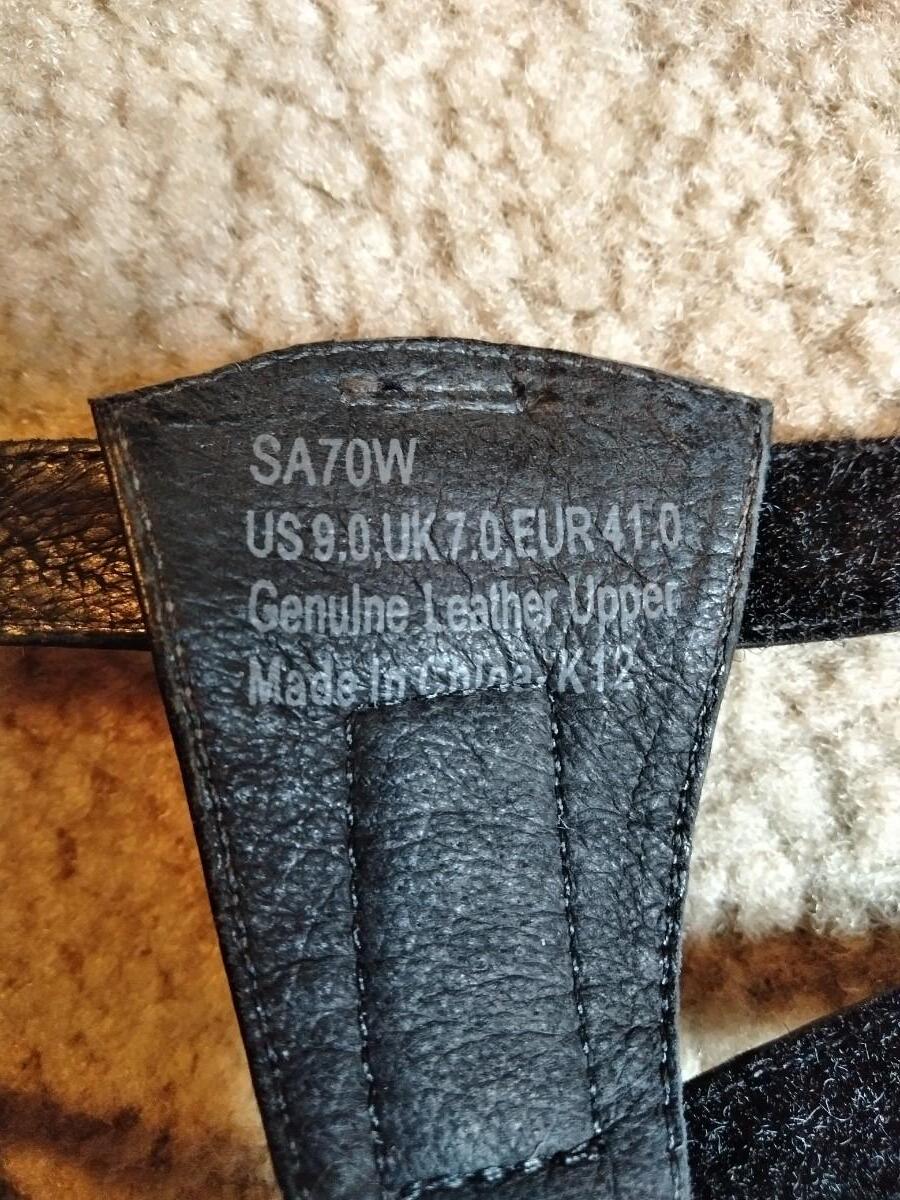 SA70W
US 9.0,UK 7.0,EUR 41.0
Genuine Leather Upper
Made In China K12